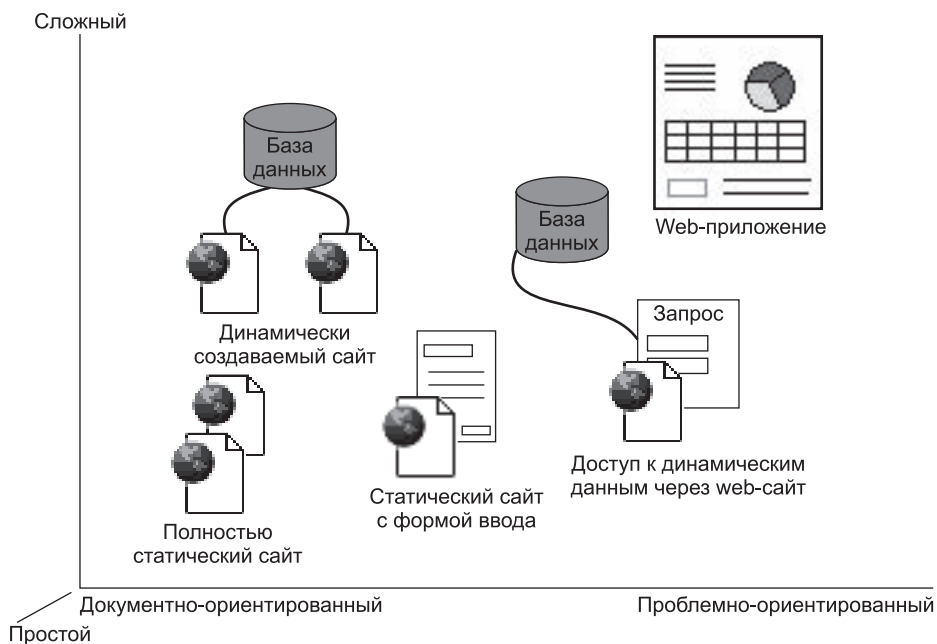 Сложный
База
данных
База
данных
Web-приложение
Запрос
Динамически
создаваемый сайт
Доступ к динамическим
данным через web-сайт
Статический сайт
с формой ввода
Полностью
статический сайт
Документно-ориентированный
Проблемно-ориентированный
Простой